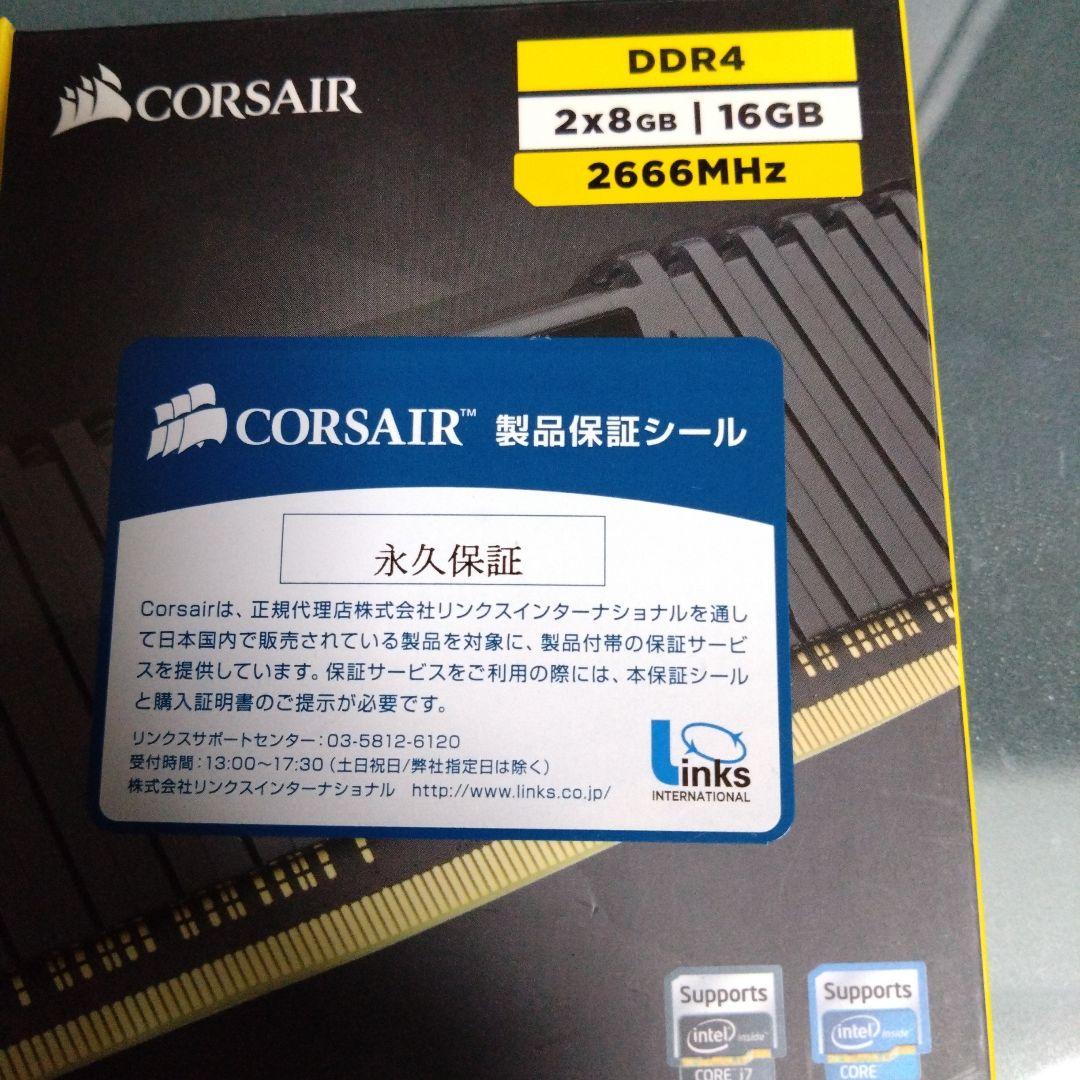 CORSAIR
DDR4
2x8GB | 16GB
2666MHz
CORSAIR™ 製品保証シール
永久保証
Corsairは、正規代理店株式会社リンクスインターナショナルを通し
て日本国内で販売されている製品を対象に、製品付帯の保証サービ
スを提供しています。保証サービスをご利用の際には、本保証シール
と購入証明書のご提示が必要です。
リンクスサポートセンター：03-5812-6120
受付時間：13:00〜17:30（土日祝日/弊社指定日は除く）
株式会社リンクスインターナショナル http://www.links.co.jp/
Links
INTERNATIONAL
Supports
intel inside
CORE i7
Supports
intel inside
CORE